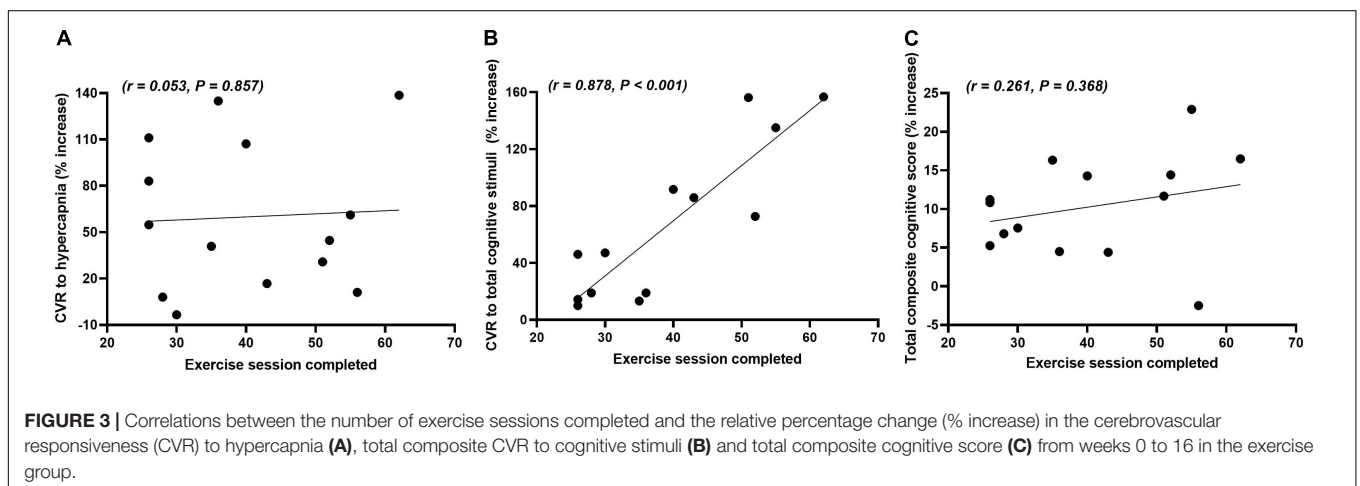 A
B
C
(r = 0.053, P = 0.857)
(r = 0.878, P < 0.001)
(r = 0.261, P = 0.368)
CVR to hypercapnia (% increase)
140
110
80
50
20
-10
20 30 40 50 60 70
Exercise session completed
CVR to total cognitive stimuli (% increase)
160
120
80
40
0
20 30 40 50 60 70
Exercise session completed
Total composite cognitive score (% increase)
25
20
15
10
5
0
-5
20 30 40 50 60 70
Exercise session completed
FIGURE 3 | Correlations between the number of exercise sessions completed and the relative percentage change (% increase) in the cerebrovascular
responsiveness (CVR) to hypercapnia (A), total composite CVR to cognitive stimuli (B) and total composite cognitive score (C) from weeks 0 to 16 in the exercise
group.